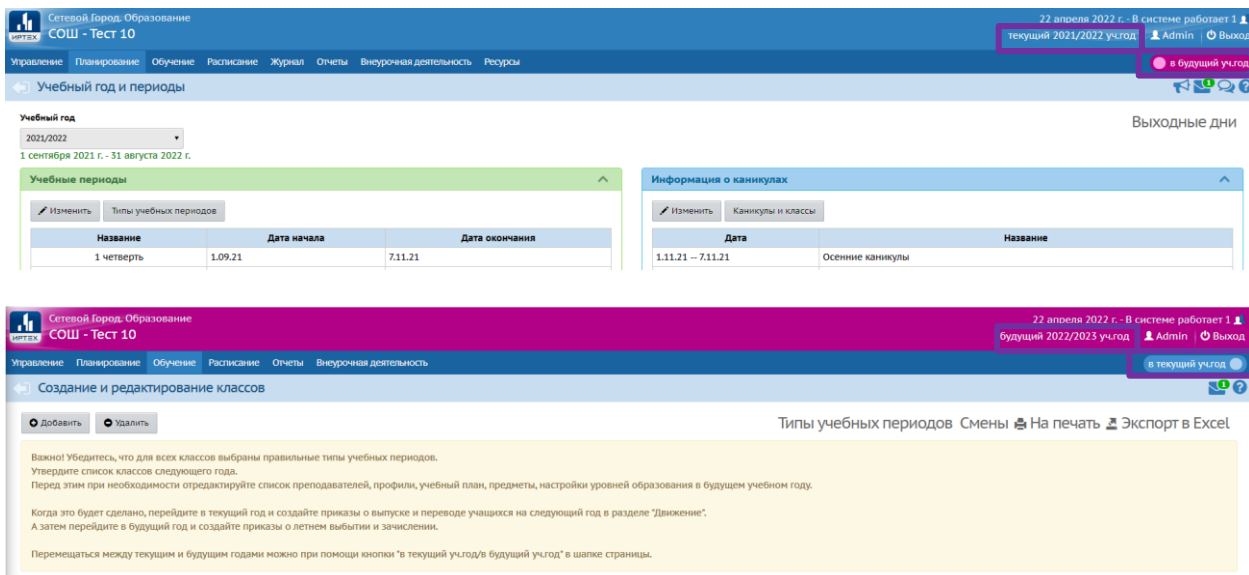 Сетевой Город. Образование
22 апреля 2022 г. - В системе работает 1
ИРТЕХ
СОШ - Тест 10
текущий 2021/2022 уч.год
Admin | Выход
Управление Планирование Обучение Расписание Журнал Отчеты Внеурочная деятельность Ресурсы
в будущий уч.год
Учебный год и периоды
1
Учебный год
Выходные дни
2021/2022
1 сентября 2021 г. - 31 августа 2022 г.
Учебные периоды
Изменить Типы учебных периодов
Название Дата начала Дата окончания
1 четверть 1.09.21 7.11.21
Информация о каникулах
Изменить Каникулы и классы
Дата Название
1.11.21 -- 7.11.21 Осенние каникулы
Сетевой Город. Образование
22 апреля 2022 г. - В системе работает 1
ИРТЕХ
СОШ - Тест 10
будущий 2022/2023 уч.год
Admin | Выход
Управление Планирование Обучение Расписание Отчеты Внеурочная деятельность
в текущий уч.год
Создание и редактирование классов
1 ?
Добавить Удалить
Типы учебных периодов Смены На печать Экспорт в Excel
Важно! Убедитесь, что для всех классов выбраны правильные типы учебных периодов.
Утвердите список классов следующего года.
Перед этим при необходимости отредактируйте список преподавателей, профили, учебный план, предметы, настройки уровней образования в будущем учебном году.
Когда это будет сделано, перейдите в текущий год и создайте приказы о выпуске и переводе учащихся на следующий год в разделе "Движение".
А затем перейдите в будущий год и создайте приказы о летнем выбытии и зачислении.
Перемещаться между текущим и будущим годами можно при помощи кнопки "в текущий уч.год/в будущий уч.год" в шапке страницы.